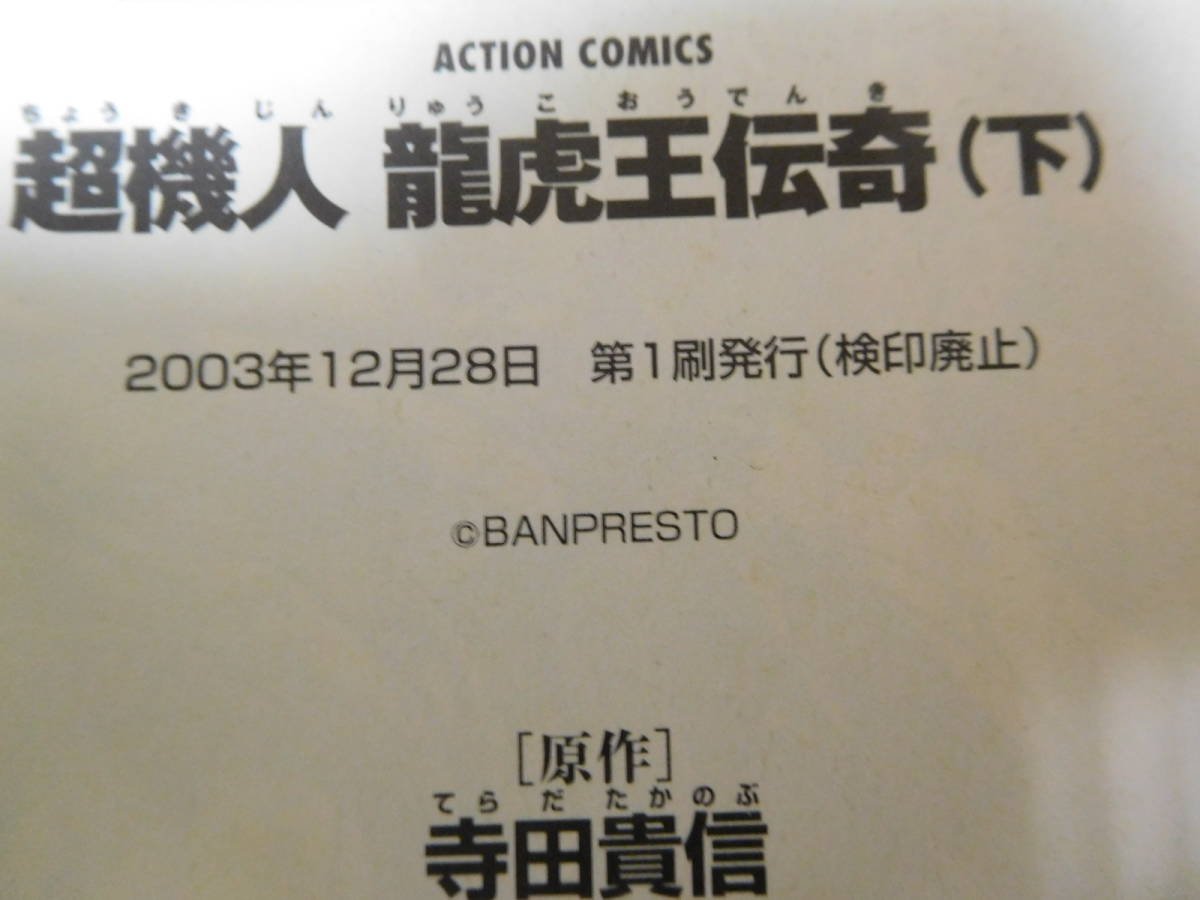 ACTION COMICS
ちょうきじん りゅうこおうでんき
超機人 龍虎王伝奇(下)
2003年12月28日 第1刷発行(検印廃止)
©BANPRESTO
[原作]
てらだたかのぶ
寺田貴信